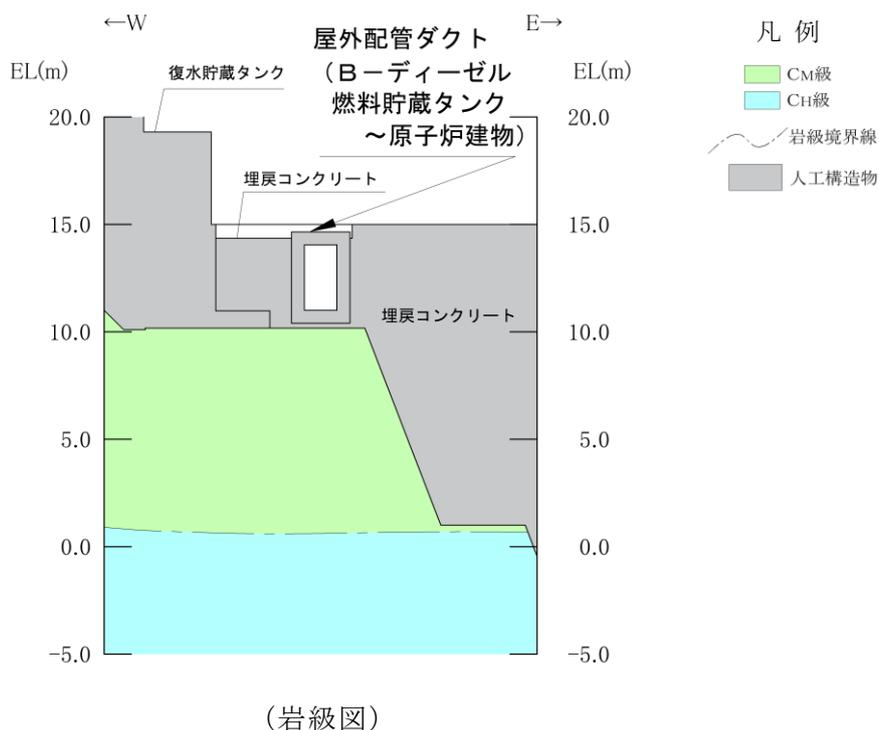 ←W
E→
屋外配管ダクト
（B－ディーゼル
燃料貯蔵タンク
～原子炉建物）
凡 例
EL(m)
復水貯蔵タンク
EL(m)
CM級
CH級
20.0
20.0
岩級境界線
埋戻コンクリート
人工構造物
15.0
15.0
埋戻コンクリート
10.0
10.0
5.0
5.0
0.0
0.0
−5.0
−5.0
(岩級図)